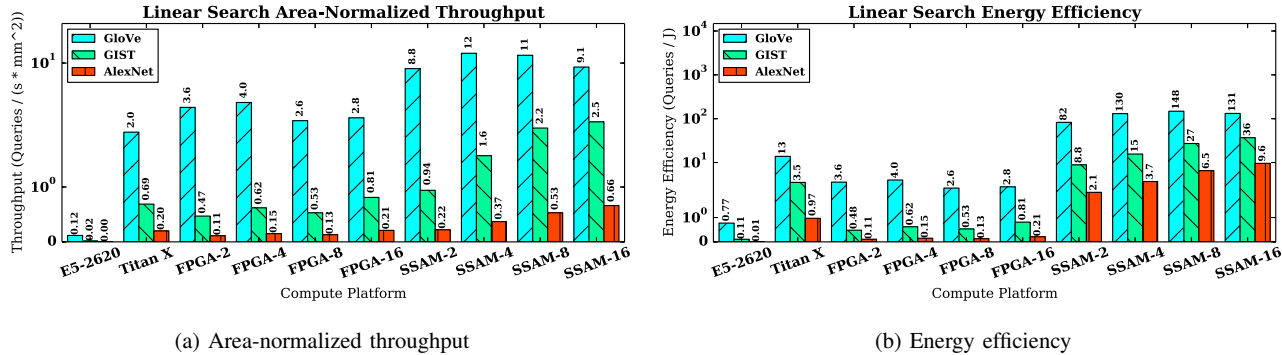 Linear Search Area-Normalized Throughput
Throughput (Queries / (s * mm^2))
10^1
10^0
0
GloVe
GIST
AlexNet
0.12 0.02 0.00
2.0 0.69 0.20
3.6 0.47 0.11
4.0 0.62 0.15
2.6 0.53 0.13
2.8 0.81 0.21
8.8 0.94 0.22
12 1.6 0.37
11 2.2 0.53
9.1 2.5 0.66
E5-2620 Titan X FPGA-2 FPGA-4 FPGA-8 FPGA-16 SSAM-2 SSAM-4 SSAM-8 SSAM-16
Compute Platform
(a) Area-normalized throughput
Linear Search Energy Efficiency
Energy Efficiency (Queries / J)
10^4
10^3
10^2
10^1
10^0
0
GloVe
GIST
AlexNet
0.77 0.11 0.01
13 3.5 0.97
3.6 0.48 0.11
4.0 0.62 0.15
2.6 0.53 0.13
2.8 0.81 0.21
82 8.8 2.1
130 15 3.7
148 27 6.5
131 36 9.6
E5-2620 Titan X FPGA-2 FPGA-4 FPGA-8 FPGA-16 SSAM-2 SSAM-4 SSAM-8 SSAM-16
Compute Platform
(b) Energy efficiency